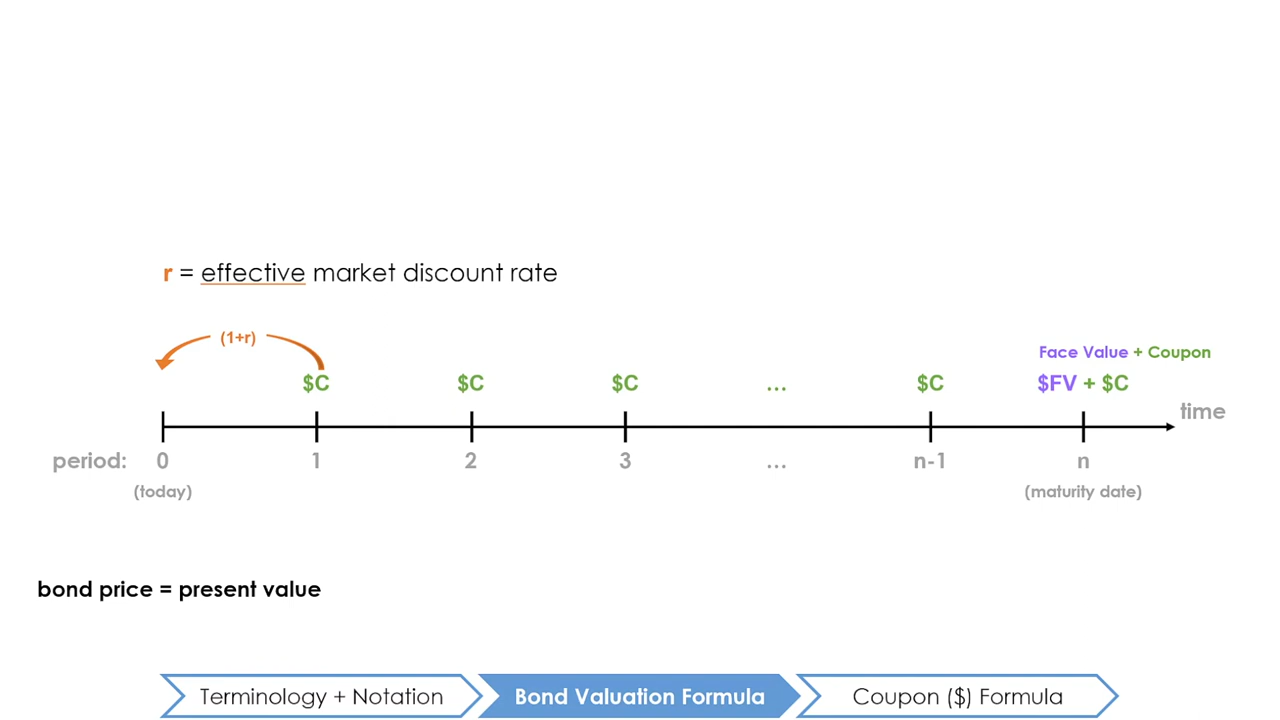 r = effective market discount rate
(1+r)
Face Value + Coupon
$C $C $C ... $C $FV + $C
time
period: 0 1 2 3 ... n-1 n
(today) (maturity date)
bond price = present value
Terminology + Notation Bond Valuation Formula Coupon ($) Formula